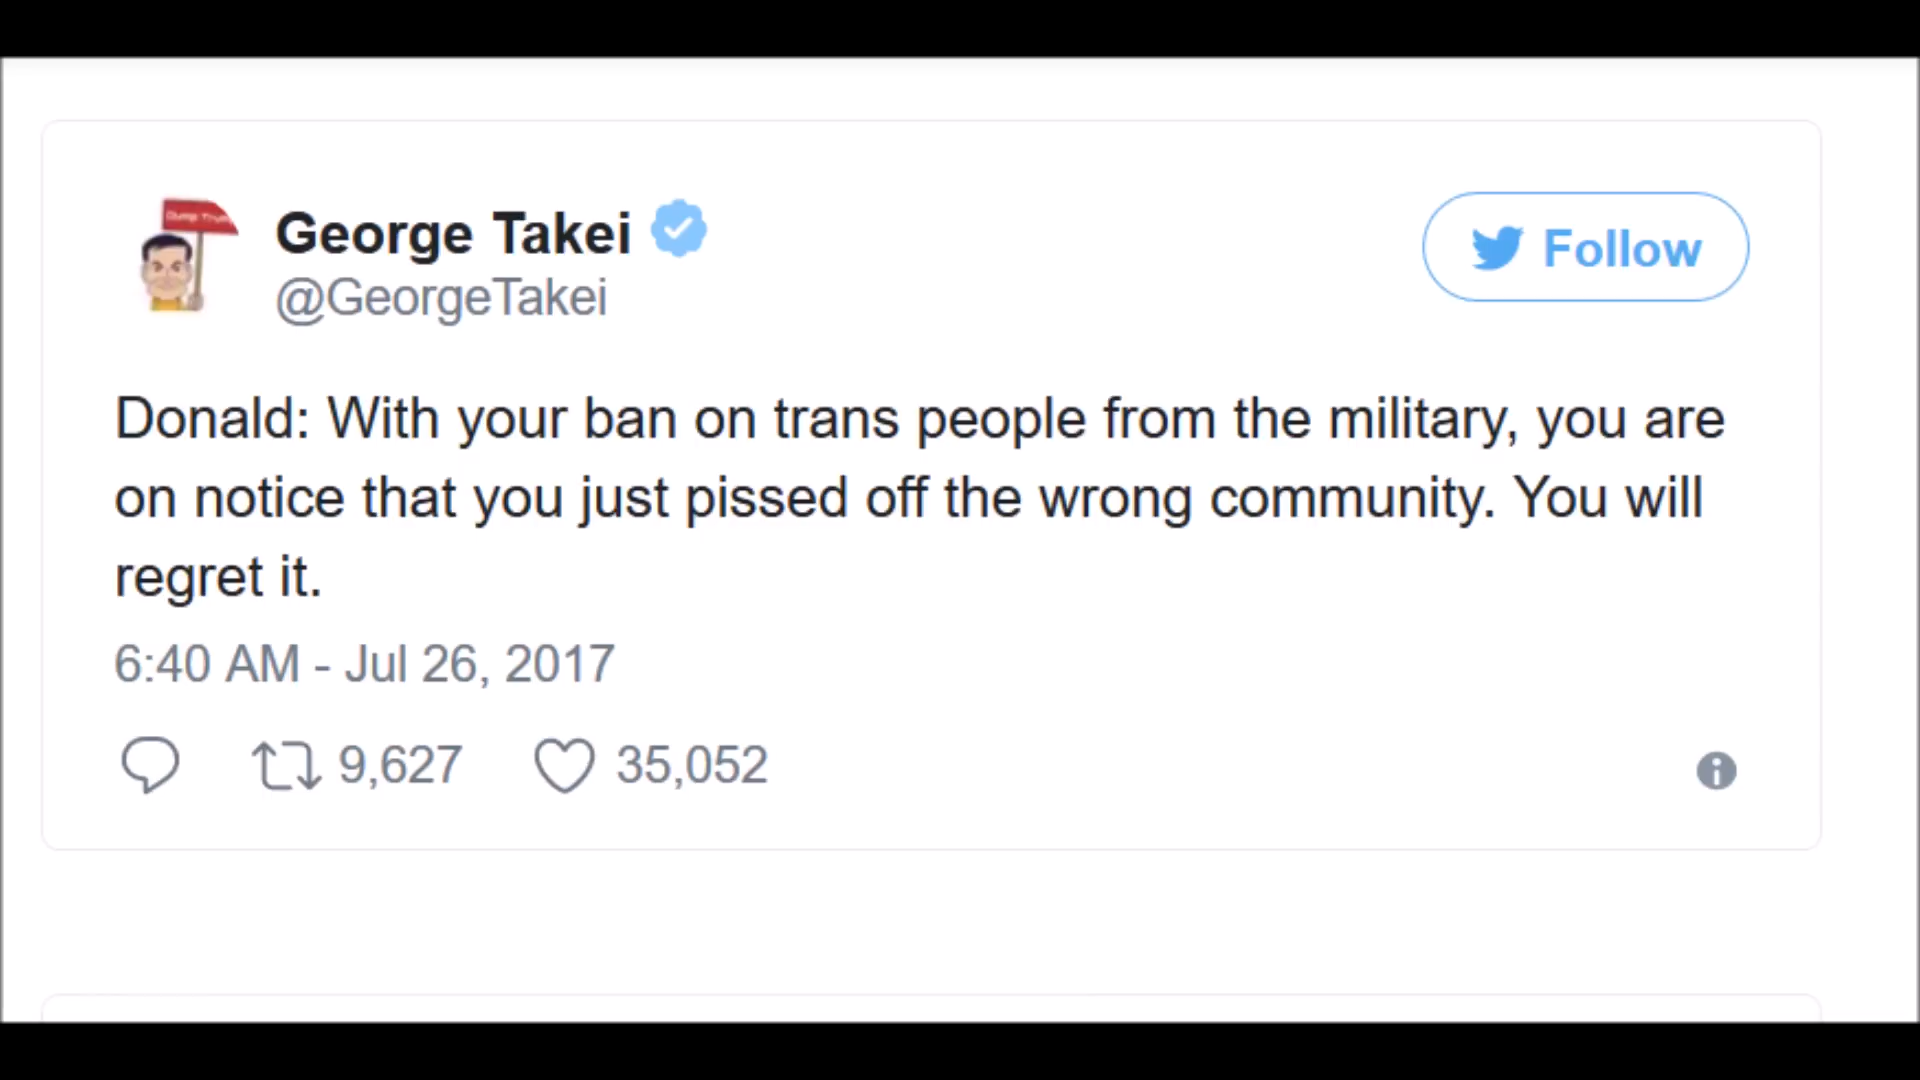 Dump Trump
George Takei
@GeorgeTakei
Follow
Donald: With your ban on trans people from the military, you are
on notice that you just pissed off the wrong community. You will
regret it.
6:40 AM - Jul 26, 2017
9,627 35,052